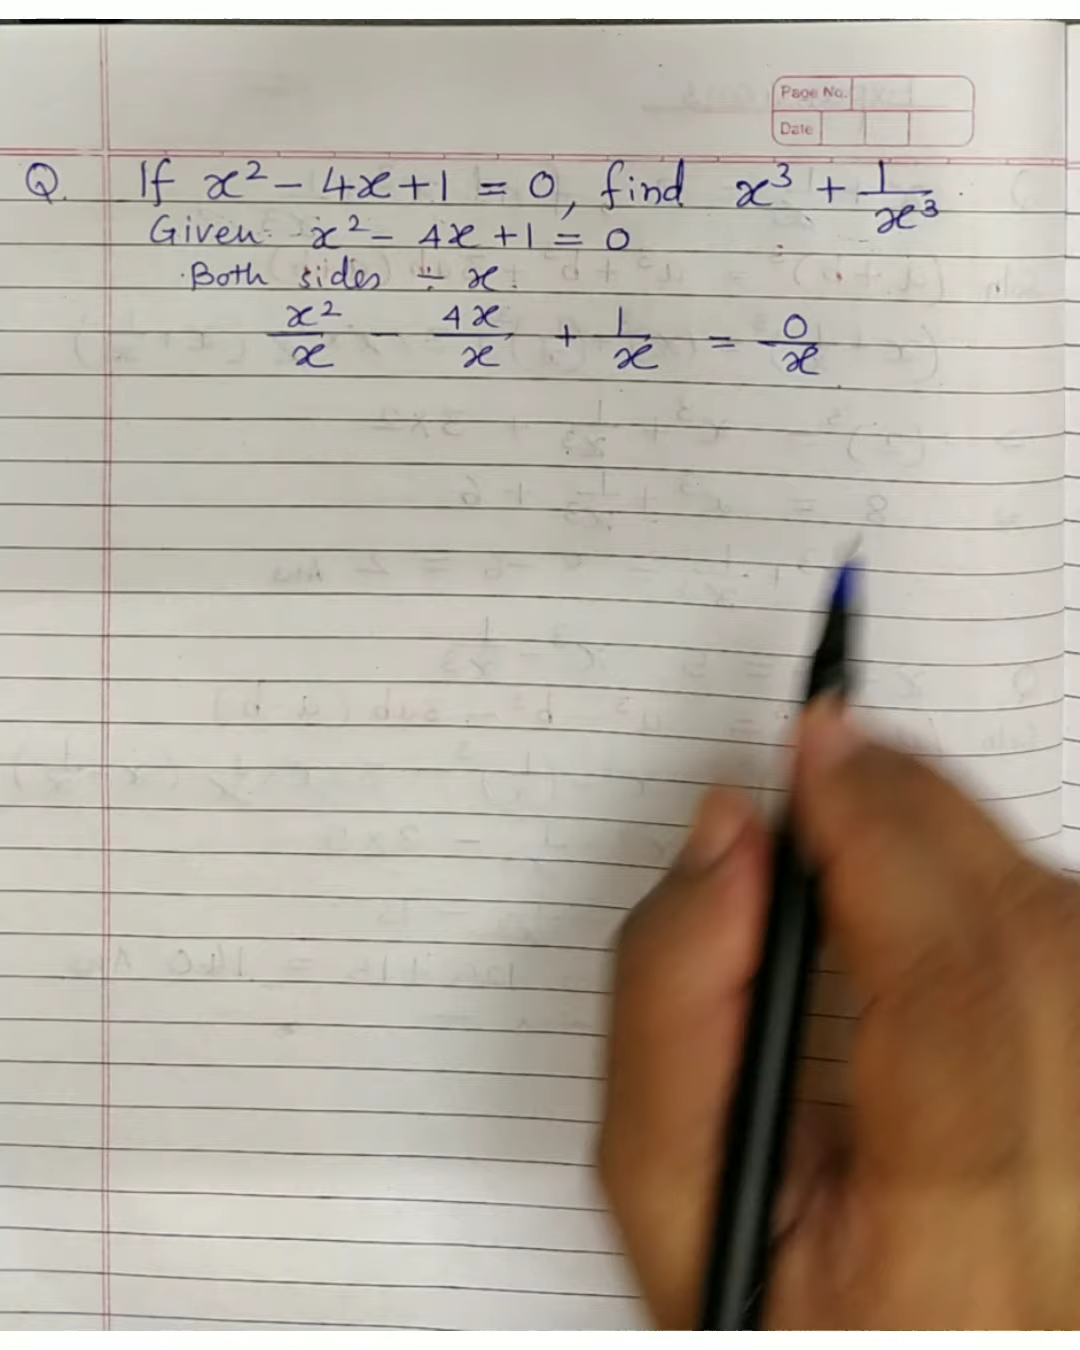 Page No.
Date
Q. If x² - 4x + 1 = 0, find x³ + 1/x³
Given: x² - 4x + 1 = 0
Both sides ÷ x.
x²/x - 4x/x + 1/x = 0/x